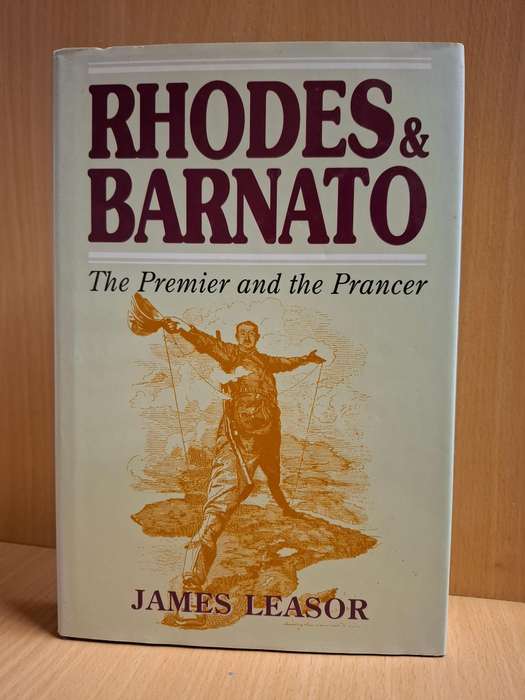 RHODES &
BARNATO
The Premier and the Prancer
JAMES LEASOR